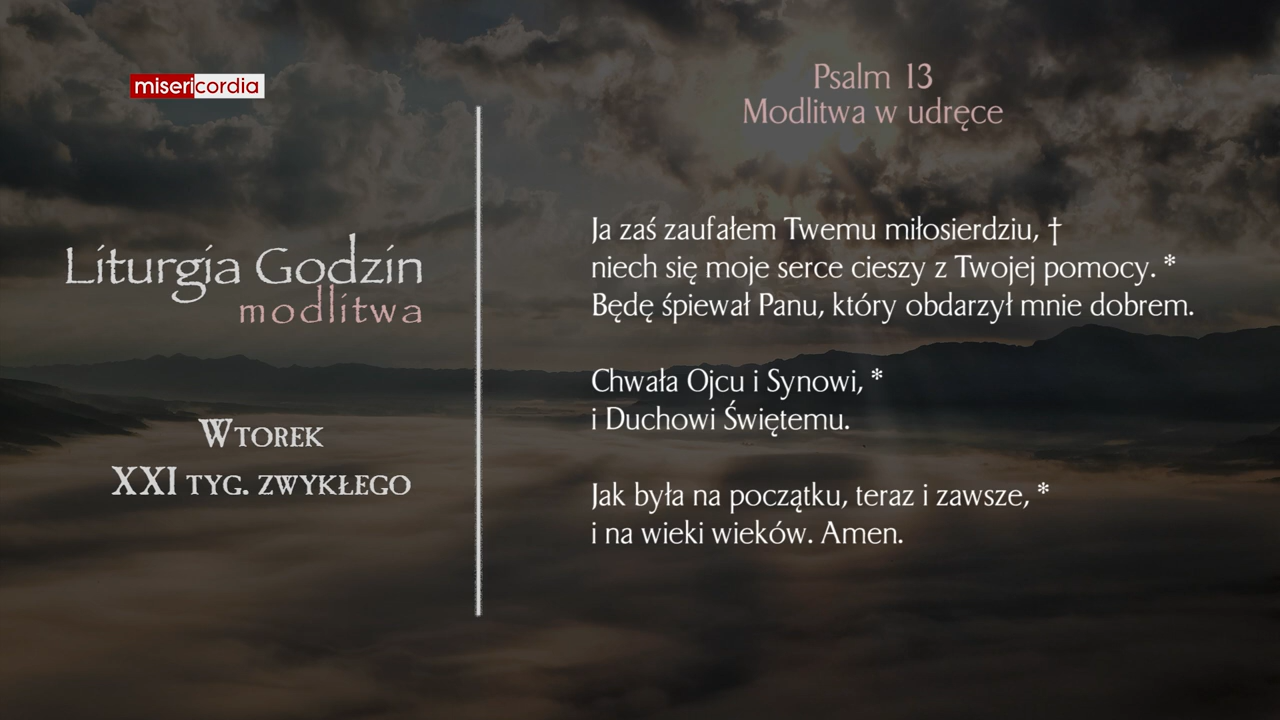 misericordia
Liturgia Godzin
modlitwa
Wtorek
XXI tyg. zwykłego
Psalm 13
Modlitwa w udręce
Ja zaś zaufałem Twemu miłosierdziu, †
niech się moje serce cieszy z Twojej pomocy. *
Będę śpiewał Panu, który obdarzył mnie dobrem.
Chwała Ojcu i Synowi, *
i Duchowi Świętemu.
Jak była na początku, teraz i zawsze, *
i na wieki wieków. Amen.